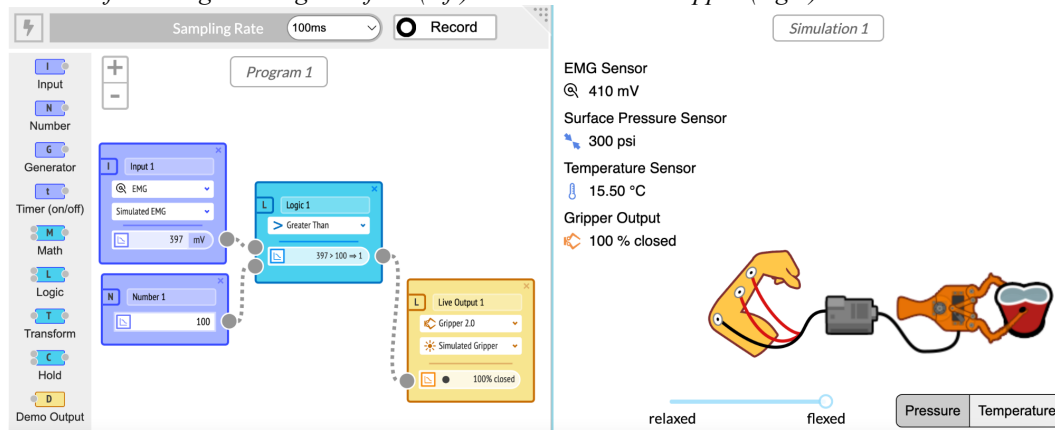 Sampling Rate
100ms
Record
Simulation 1
I
Input
N
Number
G
Generator
t
Timer (on/off)
M
Math
L
Logic
T
Transform
C
Hold
D
Demo Output
+
-
Program 1
×
I
Input 1
EMG
Simulated EMG
397 mV
×
N
Number 1
100
×
L
Logic 1
> Greater Than
397 > 100 ⇒ 1
×
L
Live Output 1
Gripper 2.0
Simulated Gripper
100% closed
EMG Sensor
410 mV
Surface Pressure Sensor
300 psi
Temperature Sensor
15.50 °C
Gripper Output
100 % closed
relaxed
flexed
Pressure
Temperature